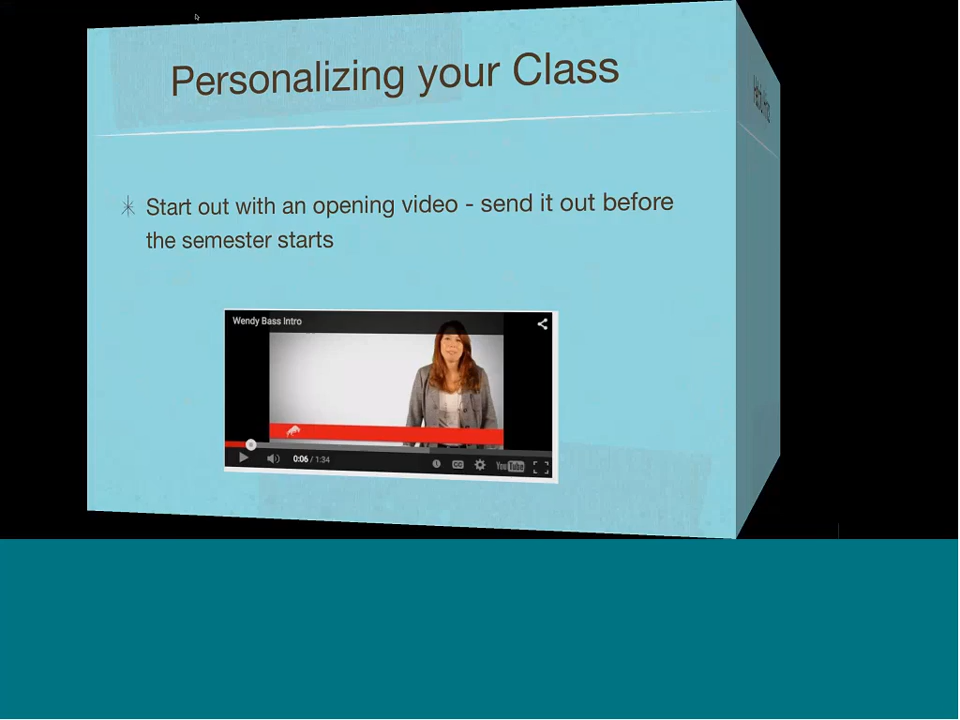 Personalizing your Class
Start out with an opening video - send it out before
the semester starts
Wendy Bass Intro
0:06 / 1:34
CC
YouTube